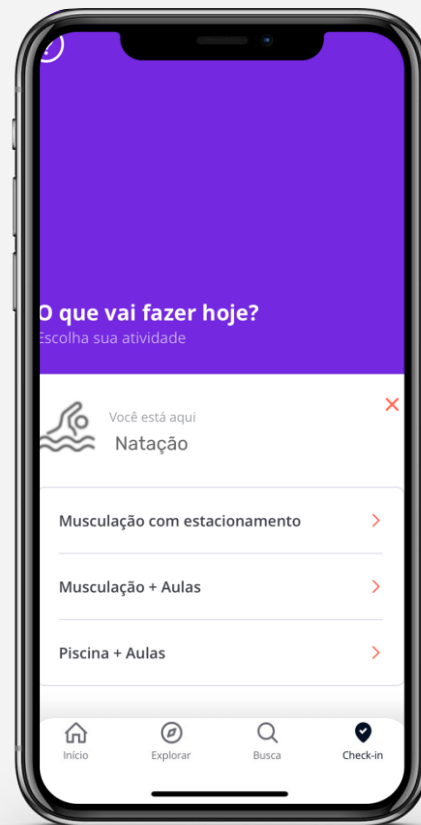 O que vai fazer hoje?
Escolha sua atividade
Você está aqui
Natação
Musculação com estacionamento
Musculação + Aulas
Piscina + Aulas
Início
Explorar
Busca
Check-in